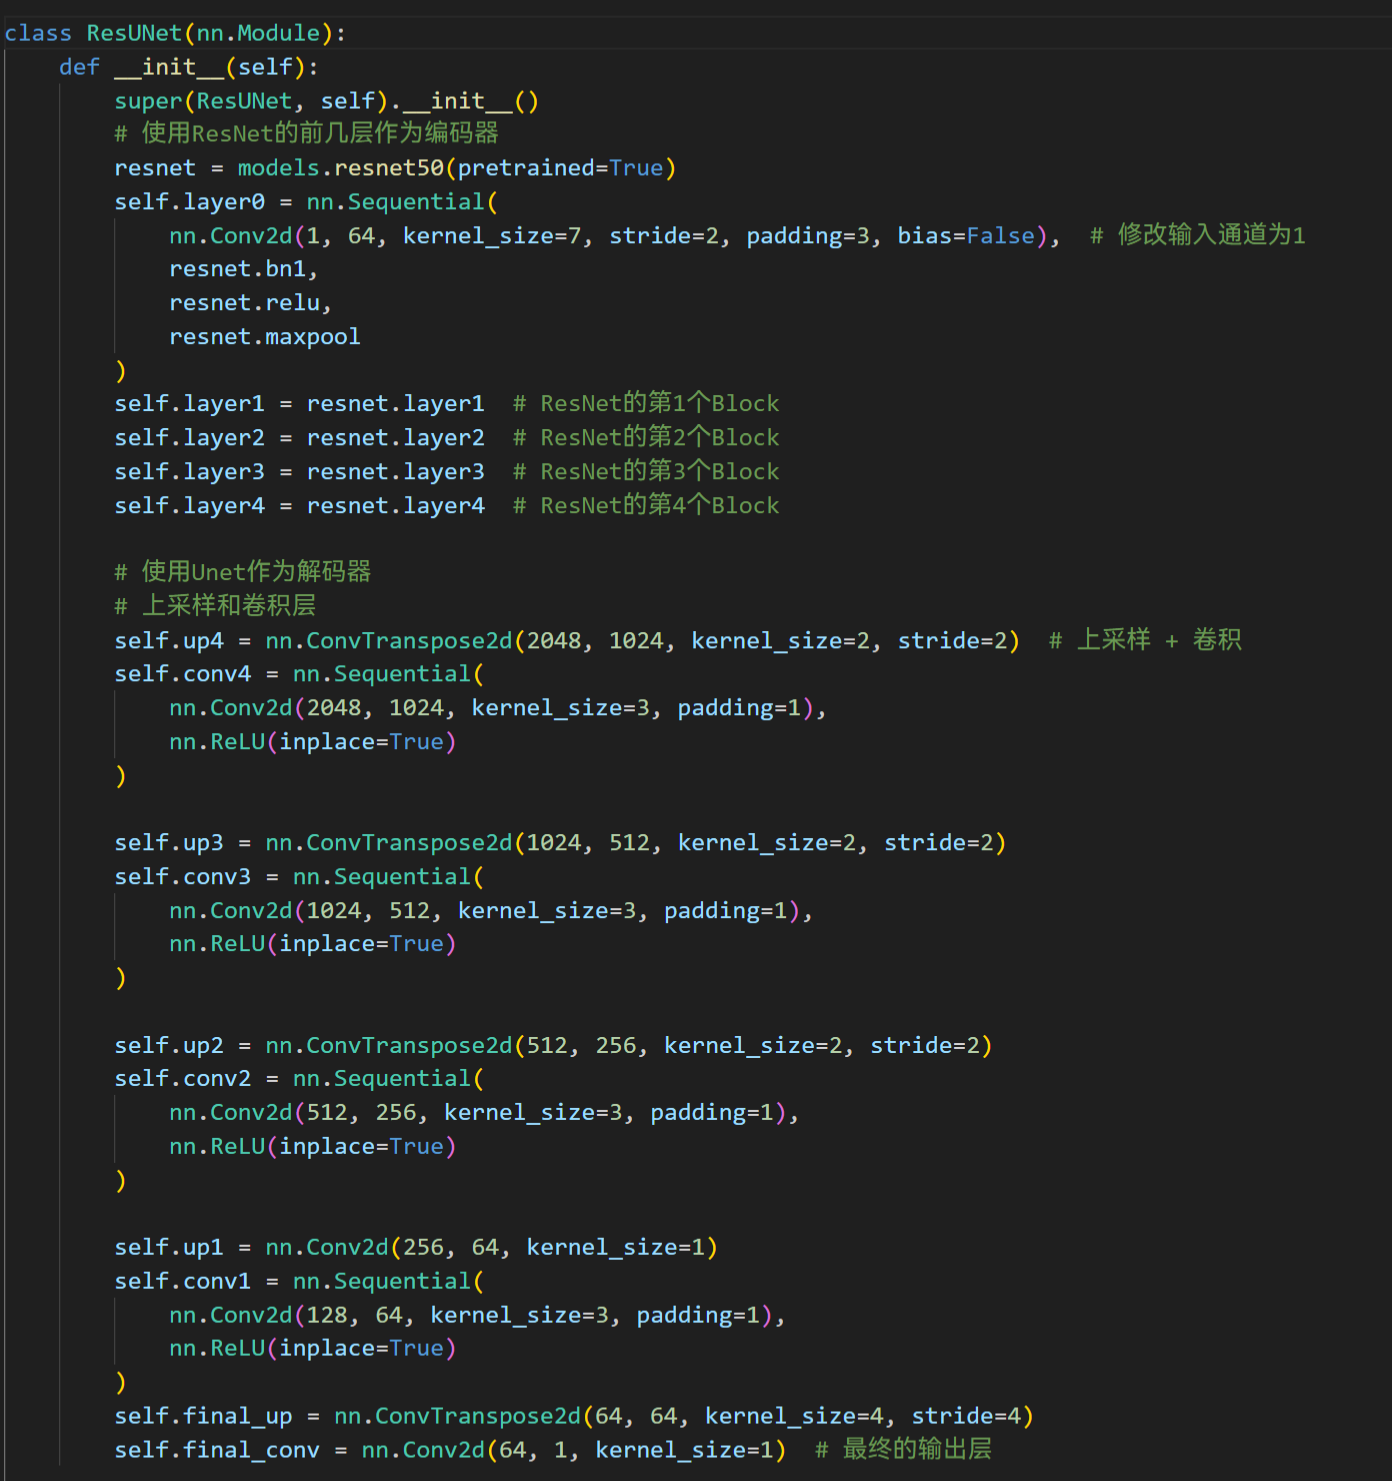 class ResUNet(nn.Module):
    def __init__(self):
        super(ResUNet, self).__init__()
        # 使用ResNet的前几层作为编码器
        resnet = models.resnet50(pretrained=True)
        self.layer0 = nn.Sequential(
            nn.Conv2d(1, 64, kernel_size=7, stride=2, padding=3, bias=False),  # 修改输入通道为1
            resnet.bn1,
            resnet.relu,
            resnet.maxpool
        )
        self.layer1 = resnet.layer1  # ResNet的第1个Block
        self.layer2 = resnet.layer2  # ResNet的第2个Block
        self.layer3 = resnet.layer3  # ResNet的第3个Block
        self.layer4 = resnet.layer4  # ResNet的第4个Block

        # 使用Unet作为解码器
        # 上采样和卷积层
        self.up4 = nn.ConvTranspose2d(2048, 1024, kernel_size=2, stride=2)  # 上采样 + 卷积
        self.conv4 = nn.Sequential(
            nn.Conv2d(2048, 1024, kernel_size=3, padding=1),
            nn.ReLU(inplace=True)
        )

        self.up3 = nn.ConvTranspose2d(1024, 512, kernel_size=2, stride=2)
        self.conv3 = nn.Sequential(
            nn.Conv2d(1024, 512, kernel_size=3, padding=1),
            nn.ReLU(inplace=True)
        )

        self.up2 = nn.ConvTranspose2d(512, 256, kernel_size=2, stride=2)
        self.conv2 = nn.Sequential(
            nn.Conv2d(512, 256, kernel_size=3, padding=1),
            nn.ReLU(inplace=True)
        )

        self.up1 = nn.Conv2d(256, 64, kernel_size=1)
        self.conv1 = nn.Sequential(
            nn.Conv2d(128, 64, kernel_size=3, padding=1),
            nn.ReLU(inplace=True)
        )
        self.final_up = nn.ConvTranspose2d(64, 64, kernel_size=4, stride=4)
        self.final_conv = nn.Conv2d(64, 1, kernel_size=1)  # 最终的输出层